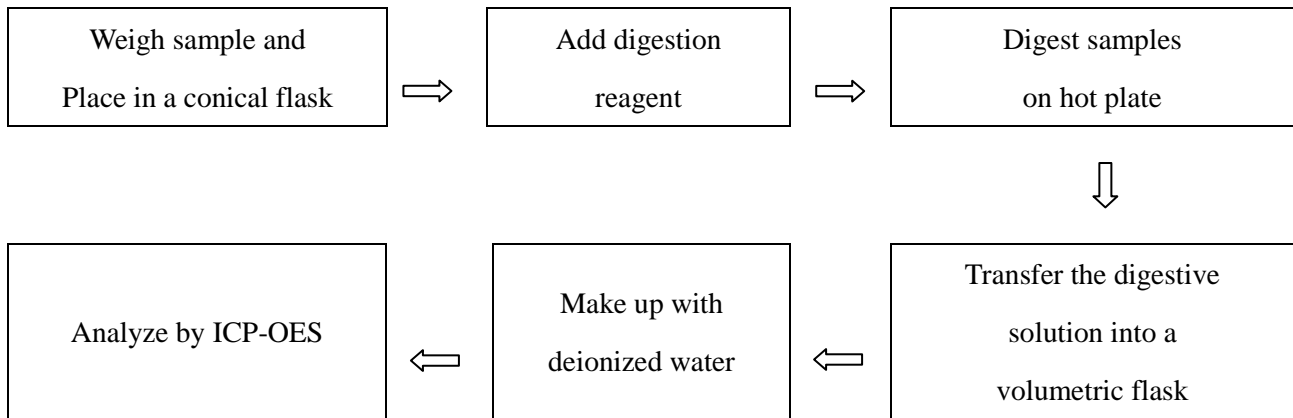 Weigh sample and
Place in a conical flask
Add digestion
reagent
Digest samples
on hot plate
Transfer the digestive
solution into a
volumetric flask
Make up with
deionized water
Analyze by ICP-OES